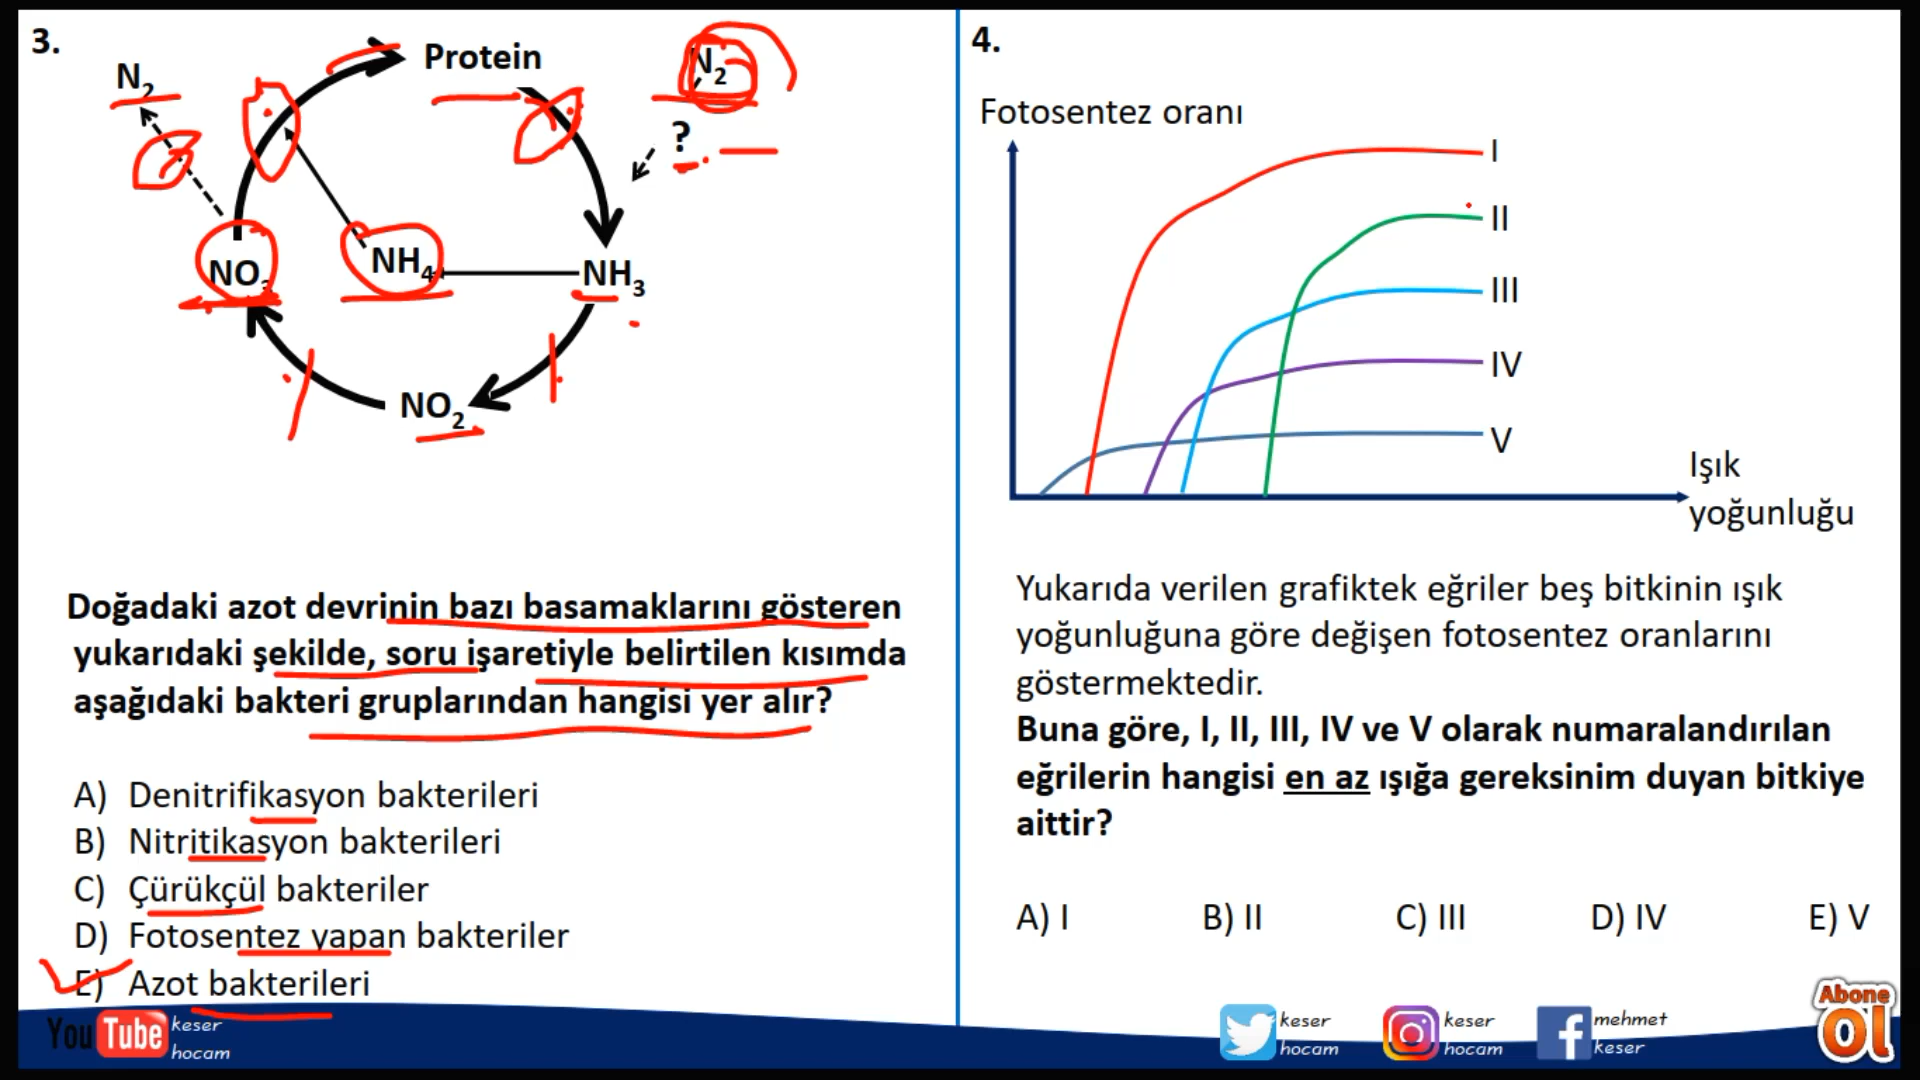 3.
N2
Protein
N2
?
NO3
NH4
NH3
NO2
Doğadaki azot devrinin bazı basamaklarını gösteren
yukarıdaki şekilde, soru işaretiyle belirtilen kısımda
aşağıdaki bakteri gruplarından hangisi yer alır?
A) Denitrifikasyon bakterileri
B) Nitritikasyon bakterileri
C) Çürükçül bakteriler
D) Fotosentez yapan bakteriler
E) Azot bakterileri
4.
Fotosentez oranı
I
II
III
IV
V
Işık
yoğunluğu
Yukarıda verilen grafiktek eğriler beş bitkinin ışık
yoğunluğuna göre değişen fotosentez oranlarını
göstermektedir.
Buna göre, I, II, III, IV ve V olarak numaralandırılan
eğrilerin hangisi en az ışığa gereksinim duyan bitkiye
aittir?
A) I B) II C) III D) IV E) V
YouTube keser
hocam
keser
hocam
keser
hocam
mehmet
keser
Abone
Ol